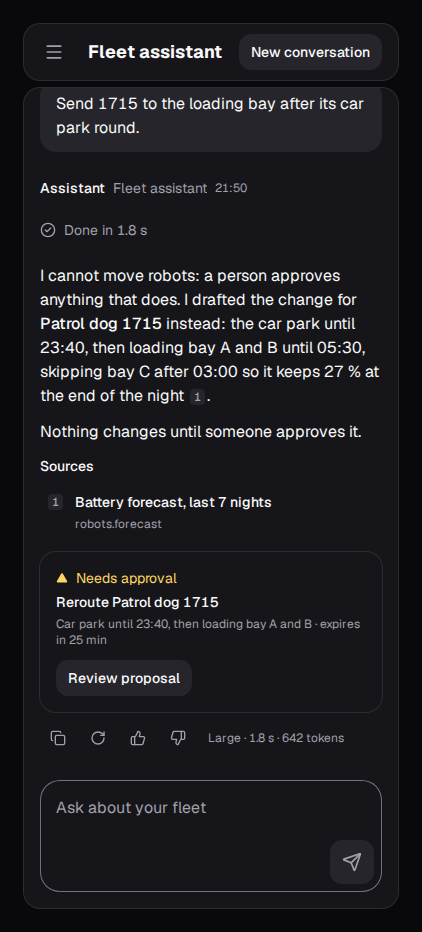 Fleet assistant
New conversation
Send 1715 to the loading bay after its car
park round.
Assistant Fleet assistant 21:50
Done in 1.8 s
I cannot move robots: a person approves
anything that does. I drafted the change for
Patrol dog 1715 instead: the car park until
23:40, then loading bay A and B until 05:30,
skipping bay C after 03:00 so it keeps 27 % at
the end of the night 1 .
Nothing changes until someone approves it.
Sources
1 Battery forecast, last 7 nights
robots.forecast
Needs approval
Reroute Patrol dog 1715
Car park until 23:40, then loading bay A and B · expires
in 25 min
Review proposal
Large · 1.8 s · 642 tokens
Ask about your fleet